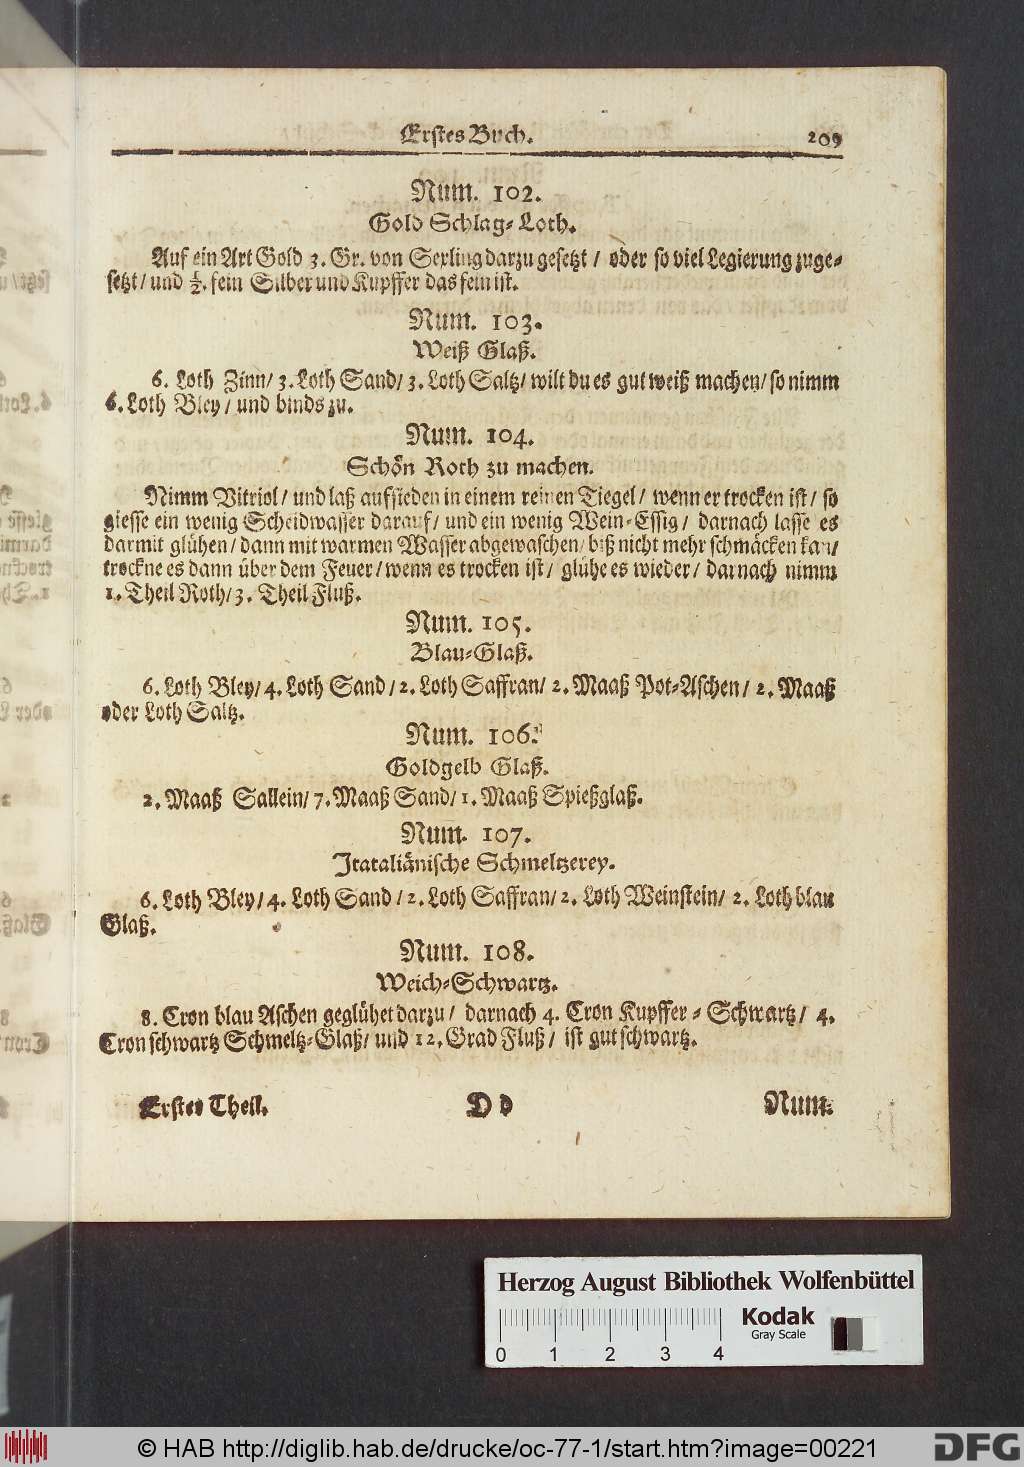 Erstes Buch. 209
Num. 102.
Gold Schlag-Loth.
Auf ein Art Gold 3. Gr. von Serling darzu gesetzt / oder so viel Legierung zuge-
setzt / und ½. fein Silber und Kupffer das fein ist.
Num. 103.
Weiß Glaß.
6. Loth Zinn / 3. Loth Sand / 3. Loth Saltz / wilt du es gut weiß machen / so nimm
6. Loth Bley / und binds zu.
Num. 104.
Schön Roth zu machen.
Nimm Vitriol / und laß aufsieden in einem reinen Tiegel / wenn er trocken ist / so
giesse ein wenig Scheidwasser darauf / und ein wenig Wein-Essig / darnach lasse es
darmit glühen / dann mit warmen Wasser abgewaschen / biß nicht mehr schmäcken kan /
trockne es dann über dem Feuer / wenn es trocken ist / glühe es wieder / darnach nimm
1. Theil Roth / 3. Theil Fluß.
Num. 105.
Blau-Glaß.
6. Loth Bley / 4. Loth Sand / 2. Loth Saffran / 2. Maaß Pot-Aschen / 2. Maaß
oder Loth Saltz.
Num. 106.
Goldgelb Glaß.
2. Maaß Sallein / 7. Maaß Sand / 1. Maaß Spießglaß.
Num. 107.
Itataliänische Schmeltzerey.
6. Loth Bley / 4. Loth Sand / 2. Loth Saffran / 2. Loth Weinstein / 2. Loth blau
Glaß.
Num. 108.
Weich-Schwartz.
8. Cron blau Aschen geglühet darzu / darnach 4. Cron Kupffer-Schwartz / 4.
Cron schwartz Schmeltz-Glaß / und 12. Grad Fluß / ist gut schwartz.
Erster Theil. D d Num.
Herzog August Bibliothek Wolfenbüttel
0 1 2 3 4
Kodak
Gray Scale
© HAB http://diglib.hab.de/drucke/oc-77-1/start.htm?image=00221
DFG